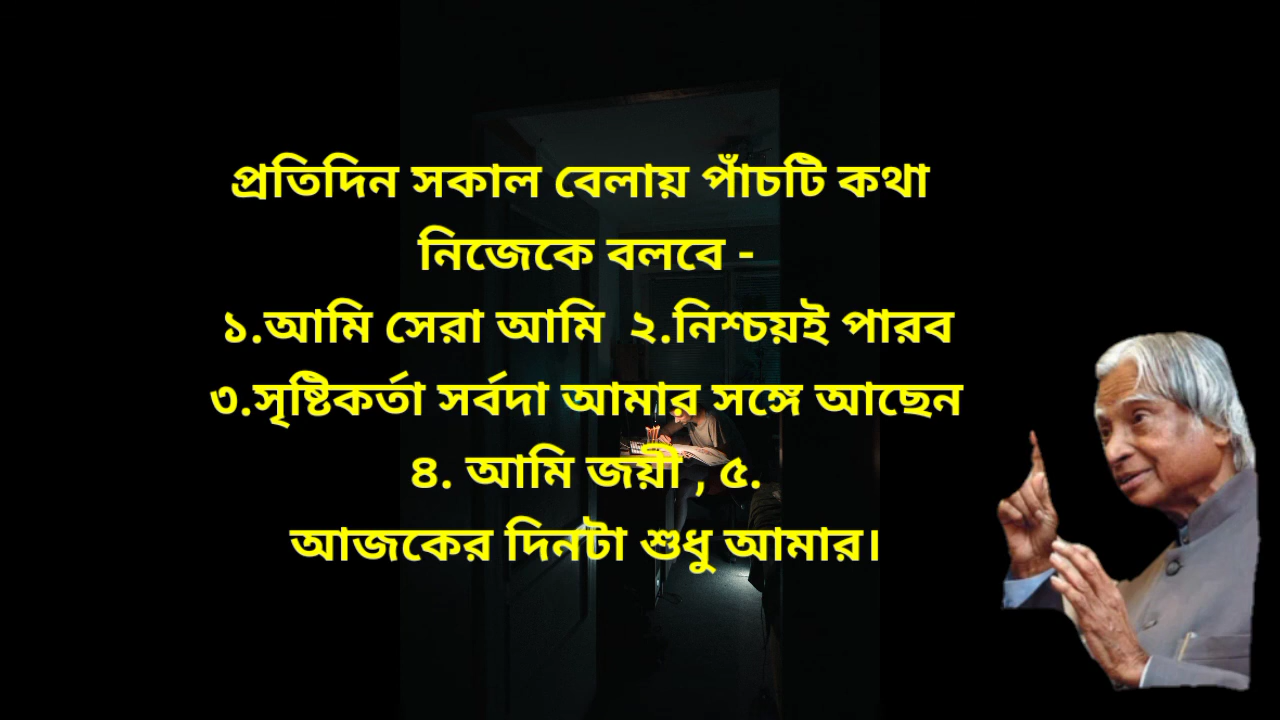 প্রতিদিন সকাল বেলায় পাঁচটি কথা
নিজেকে বলবে -
১.আমি সেরা আমি ২.নিশ্চয়ই পারব
৩.সৃষ্টিকর্তা সর্বদা আমার সঙ্গে আছেন
৪. আমি জয়ী , ৫.
আজকের দিনটা শুধু আমার।